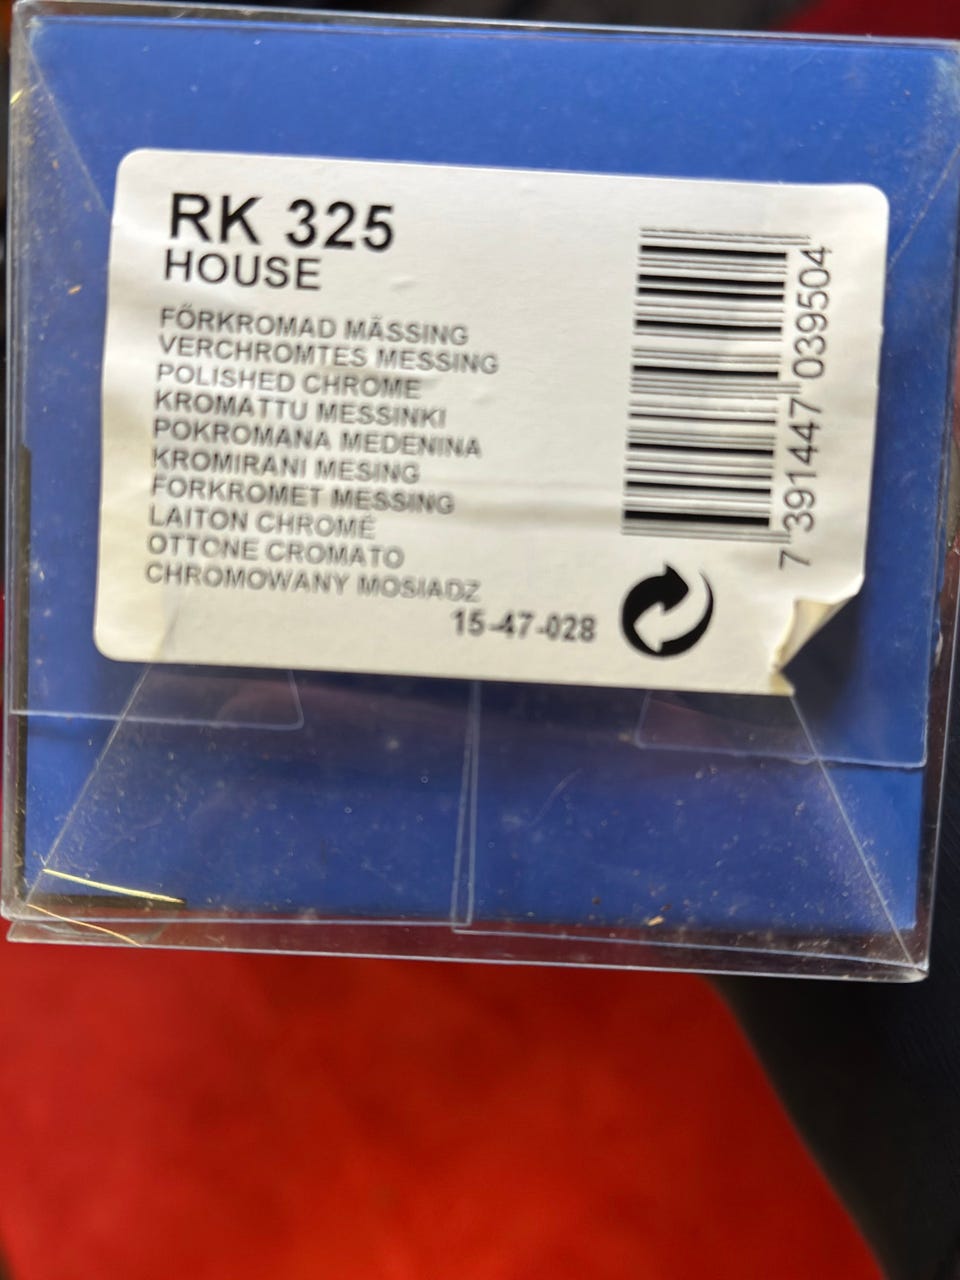 RK 325
HOUSE
FÖRKROMAD MÄSSING
VERCHROMTES MESSING
POLISHED CHROME
KROMATTU MESSINKI
POKROMANA MEDENINA
KROMIRANI MESING
FORKROMET MESSING
LAITON CHROMÉ
OTTONE CROMATO
CHROMOWANY MOSIADZ
15-47-028
7 391447 039504